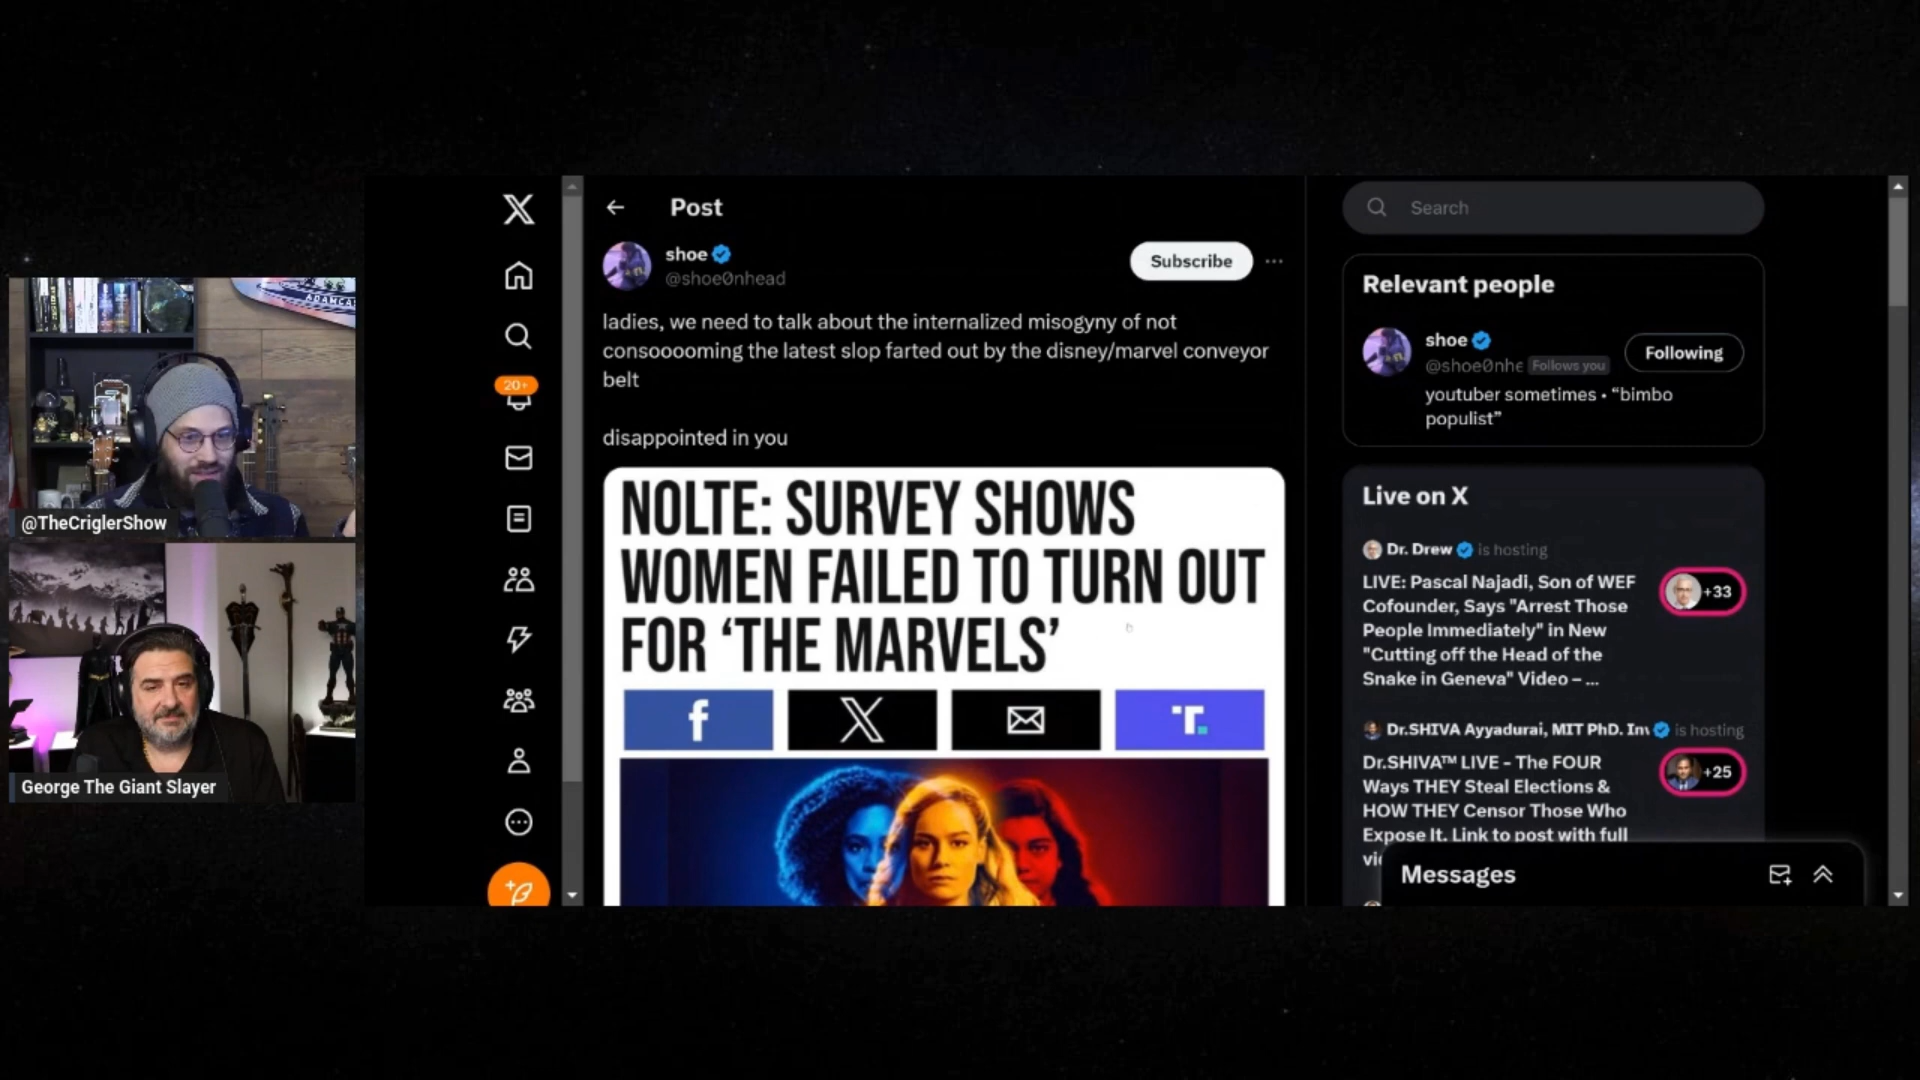 ADAMCA
@TheCriglerShow
George The Giant Slayer
20+
Post
shoe
@shoe0nhead
Subscribe
ladies, we need to talk about the internalized misogyny of not
consooooming the latest slop farted out by the disney/marvel conveyor
belt
disappointed in you
NOLTE: SURVEY SHOWS
WOMEN FAILED TO TURN OUT
FOR ‘THE MARVELS’
Search
Relevant people
shoe
@shoe0nhe Follows you
Following
youtuber sometimes • “bimbo
populist”
Live on X
Dr. Drew is hosting
LIVE: Pascal Najadi, Son of WEF
Cofounder, Says "Arrest Those
People Immediately" in New
"Cutting off the Head of the
Snake in Geneva" Video – ...
+33
Dr.SHIVA Ayyadurai, MIT PhD. Inv is hosting
Dr.SHIVA™ LIVE - The FOUR
Ways THEY Steal Elections &
HOW THEY Censor Those Who
Expose It. Link to post with full
+25
Messages